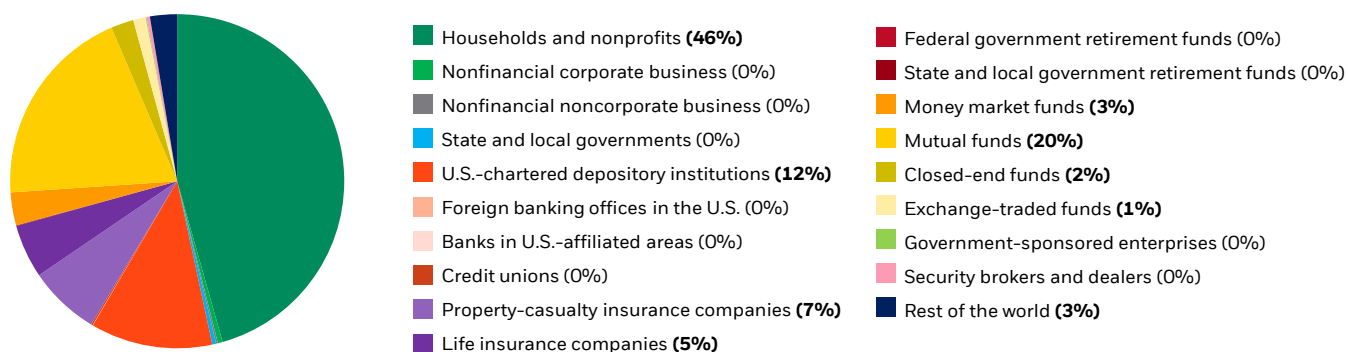 Households and nonprofits (46%)
Nonfinancial corporate business (0%)
Nonfinancial noncorporate business (0%)
State and local governments (0%)
U.S.-chartered depository institutions (12%)
Foreign banking offices in the U.S. (0%)
Banks in U.S.-affiliated areas (0%)
Credit unions (0%)
Property-casualty insurance companies (7%)
Life insurance companies (5%)
Federal government retirement funds (0%)
State and local government retirement funds (0%)
Money market funds (3%)
Mutual funds (20%)
Closed-end funds (2%)
Exchange-traded funds (1%)
Government-sponsored enterprises (0%)
Security brokers and dealers (0%)
Rest of the world (3%)